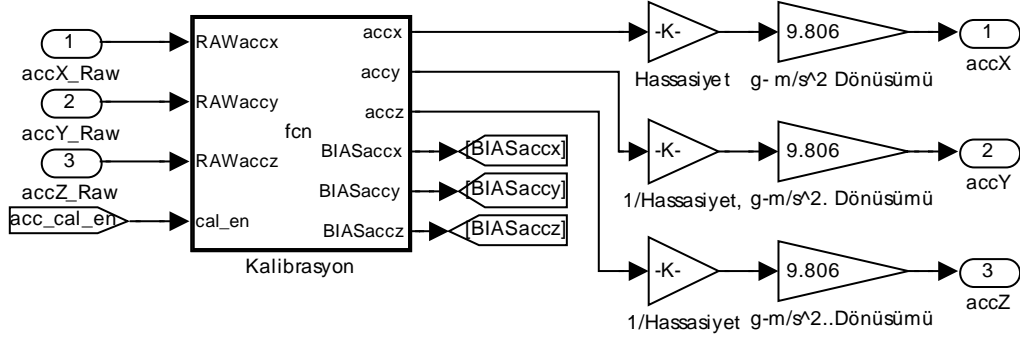 1
accX_Raw
2
accY_Raw
3
accZ_Raw
acc_cal_en
RAWaccx
RAWaccy
RAWaccz
cal_en
fcn
accx
accy
accz
BIASaccx
BIASaccy
BIASaccz
Kalibrasyon
[BIASaccx]
[BIASaccy]
[BIASaccz]
-K-
Hassasiyet
9.806
g- m/s^2 Dönüsümü
1
accX
-K-
1/Hassasiyet,
9.806
g-m/s^2. Dönüsümü
2
accY
-K-
1/Hassasiyet
9.806
g-m/s^2..Dönüsümü
3
accZ